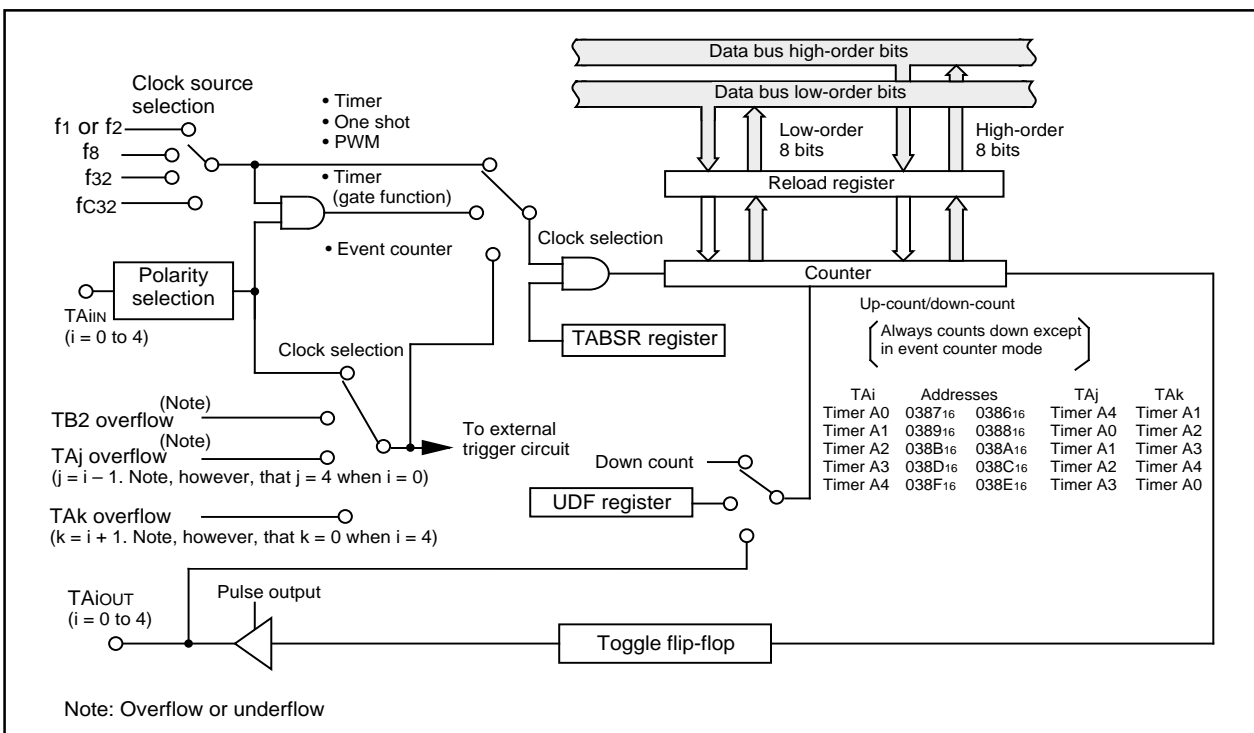 Data bus high-order bits
Data bus low-order bits
Clock source
selection
f1 or f2
f8
f32
fC32
• Timer
• One shot
• PWM
• Timer
(gate function)
• Event counter
Low-order
8 bits
High-order
8 bits
Reload register
Clock selection
Counter
Polarity
selection
TAiIN
(i = 0 to 4)
Up-count/down-count
(Always counts down except
in event counter mode)
TABSR register
Clock selection
TB2 overflow (Note)
TAj overflow (Note)
(j = i – 1. Note, however, that j = 4 when i = 0)
To external
trigger circuit
TAk overflow
(k = i + 1. Note, however, that k = 0 when i = 4)
Down count
UDF register
TAi Addresses TAj TAk
Timer A0 038716 038616 Timer A4 Timer A1
Timer A1 038916 038816 Timer A0 Timer A2
Timer A2 038B16 038A16 Timer A1 Timer A3
Timer A3 038D16 038C16 Timer A2 Timer A4
Timer A4 038F16 038E16 Timer A3 Timer A0
TAiOUT
(i = 0 to 4)
Pulse output
Toggle flip-flop
Note: Overflow or underflow